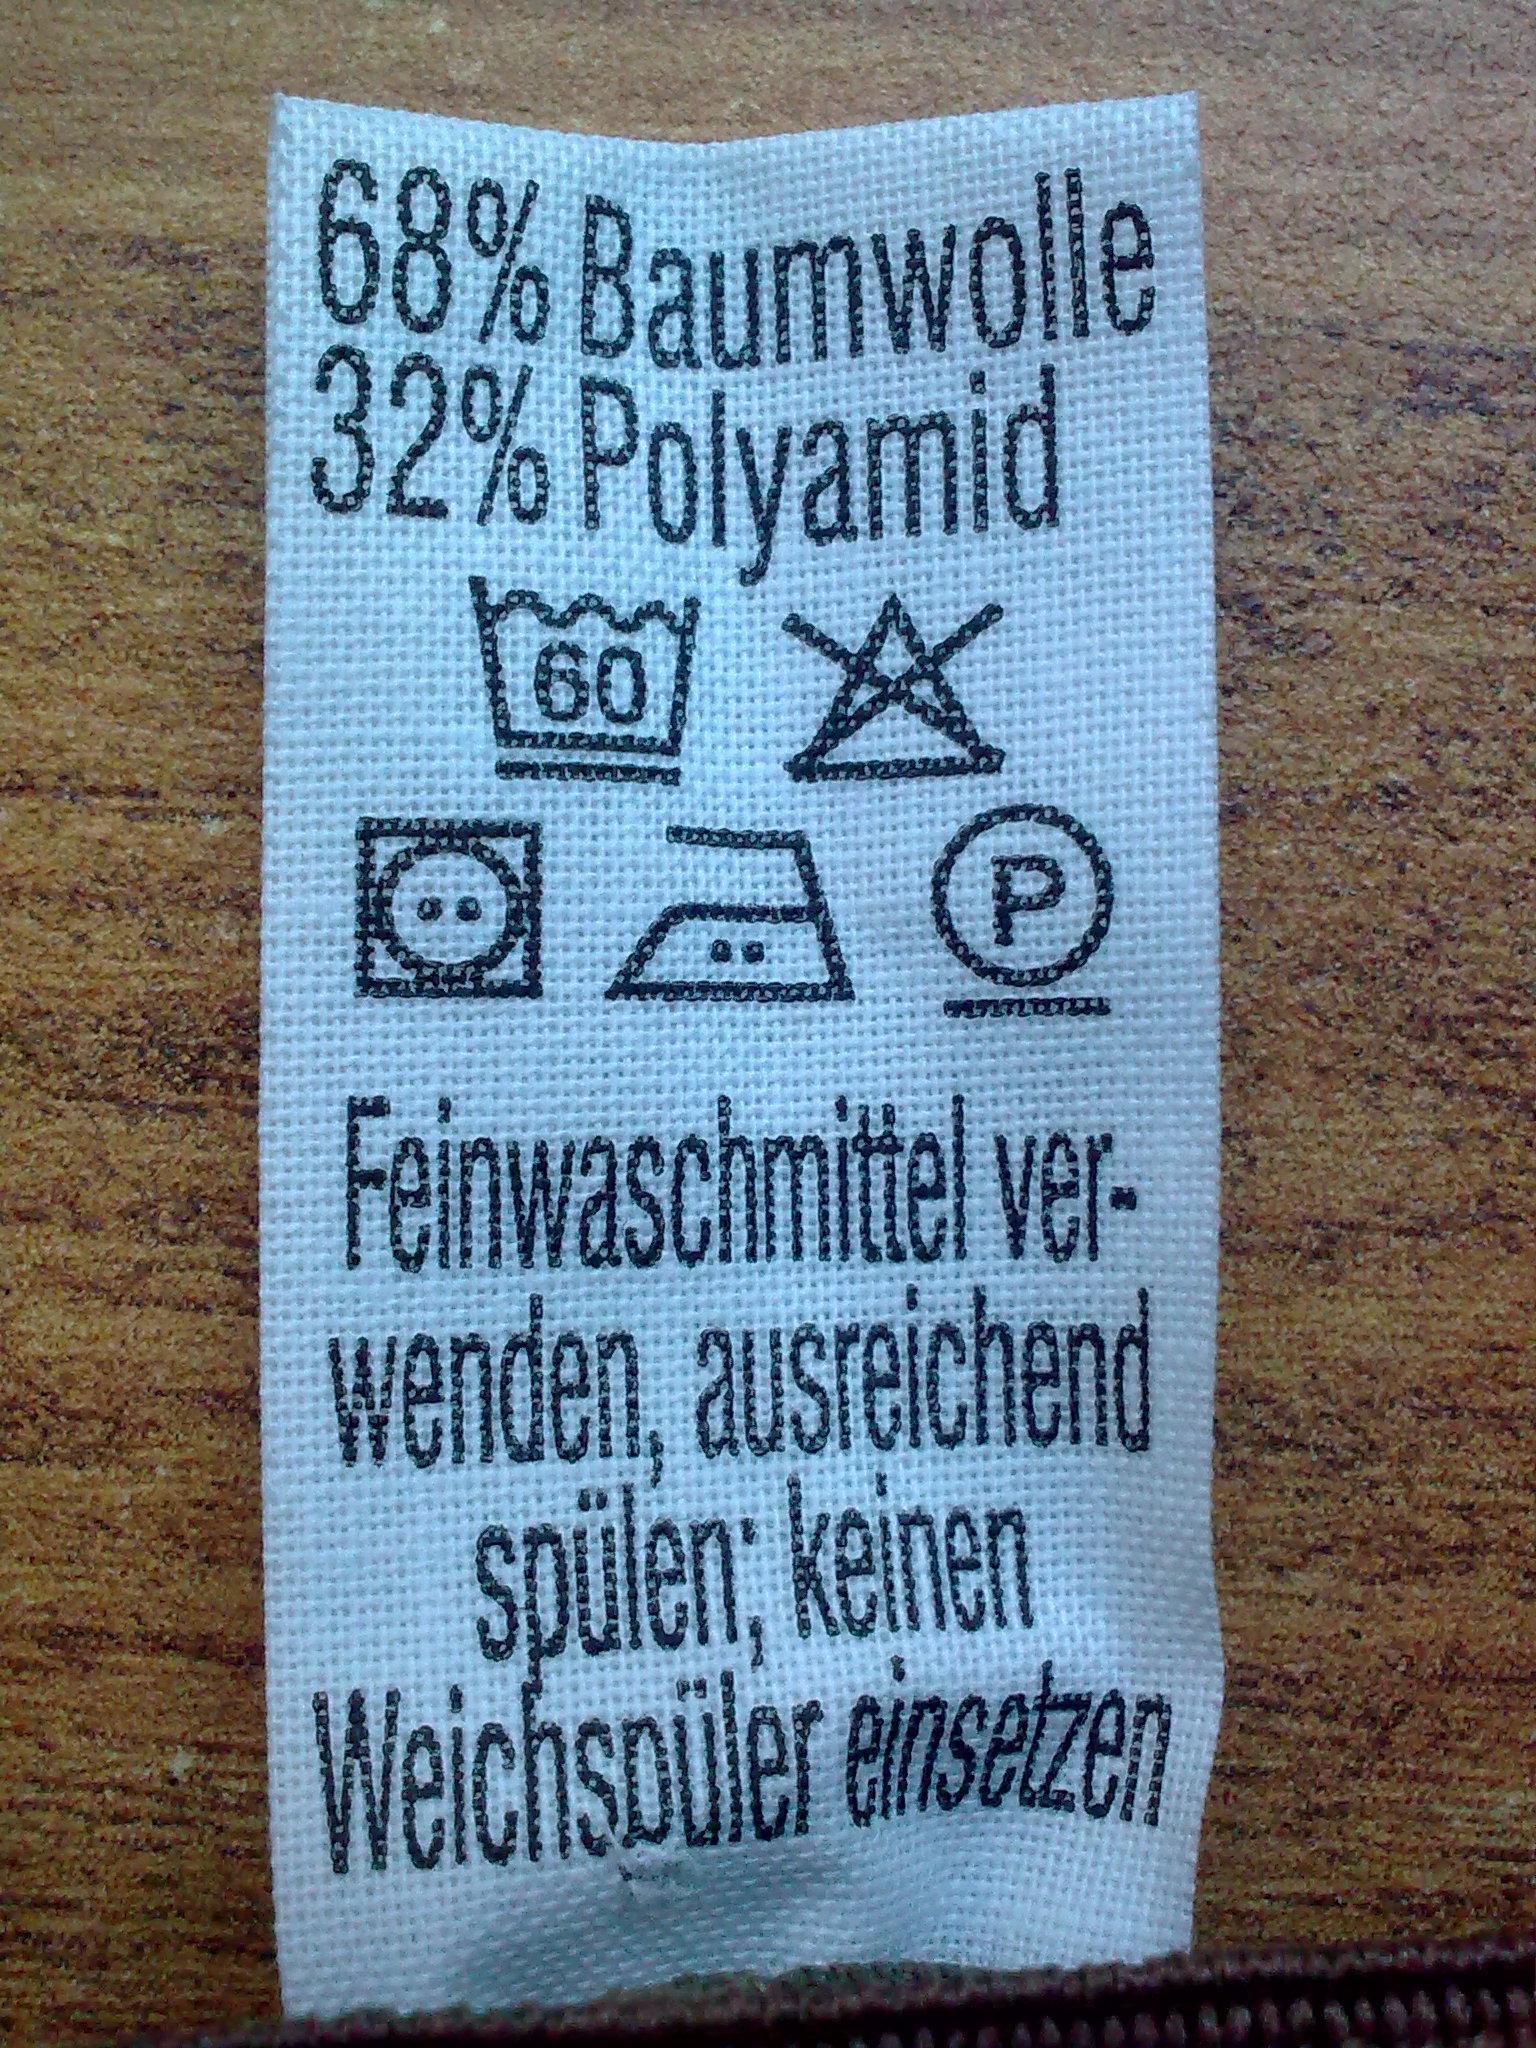 68% Baumwolle
32% Polyamid
60
P
Feinwaschmittel ver-
wenden, ausreichend
spülen; keinen
Weichspüler einsetzen